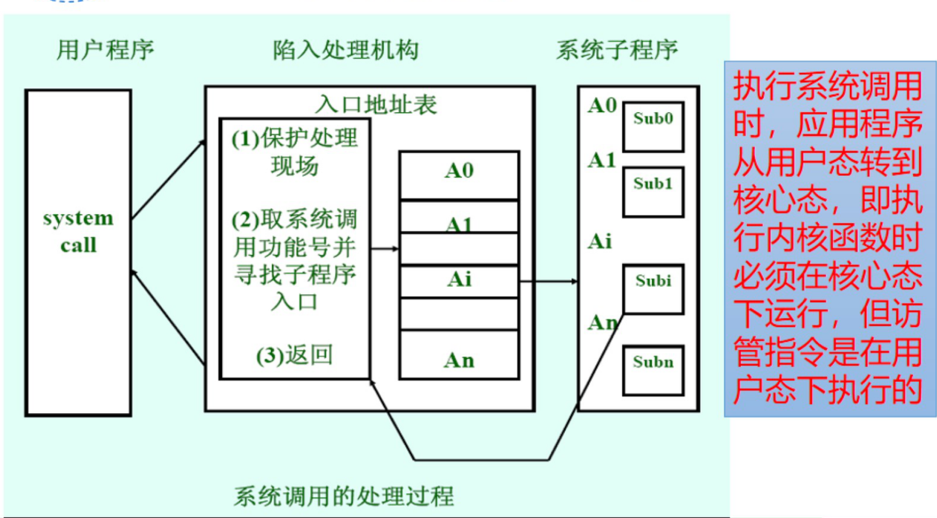 用户程序
陷入处理机构
系统子程序
system
call
入口地址表
(1)保护处理
现场
(2)取系统调
用功能号并
寻找子程序
入口
(3)返回
A0
A1
Ai
An
A0
Sub0
A1
Sub1
Ai
Subi
An
Subn
执行系统调用
时，应用程序
从用户态转到
核心态，即执
行内核函数时
必须在核心态
下运行，但访
管指令是在用
户态下执行的
系统调用的处理过程